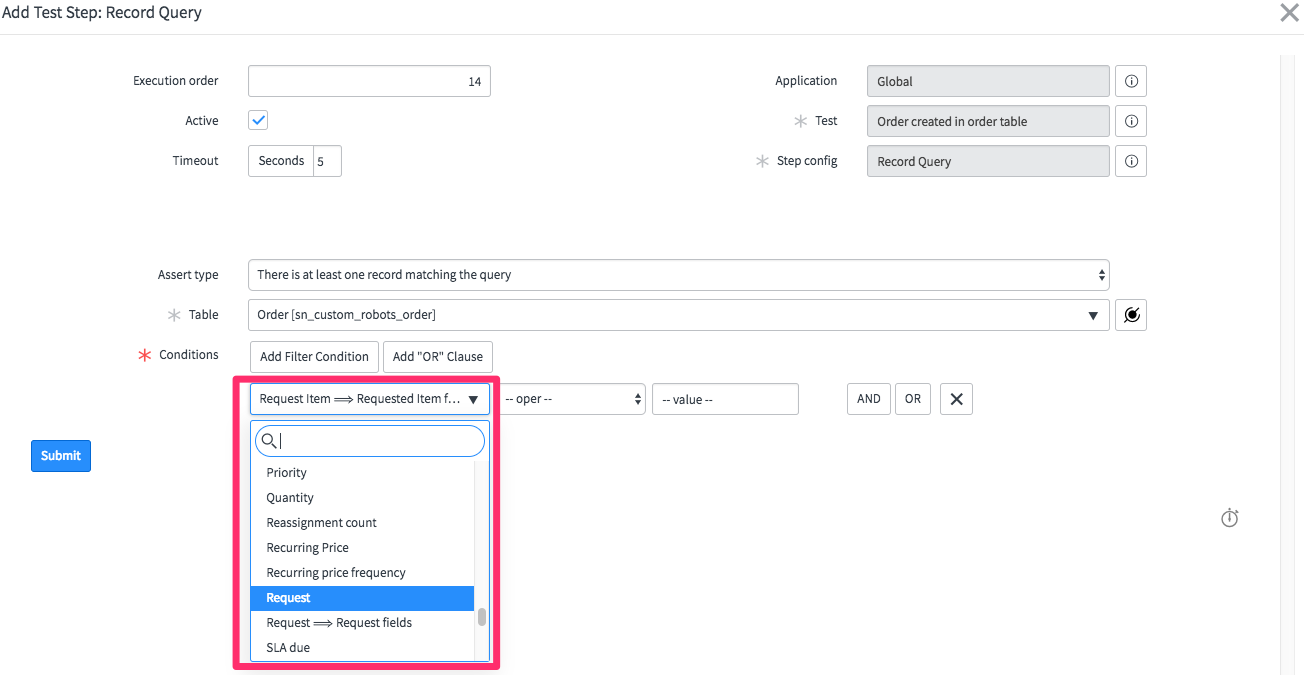 Add Test Step: Record Query
Execution order 14 Application Global
Active Test Order created in order table
Timeout Seconds 5 Step config Record Query
Assert type There is at least one record matching the query
Table Order [sn_custom_robots_order]
Conditions Add Filter Condition Add "OR" Clause
Request Item ⟹ Requested Item f... -- oper -- -- value -- AND OR
Submit
Priority
Quantity
Reassignment count
Recurring Price
Recurring price frequency
Request
Request ⟹ Request fields
SLA due